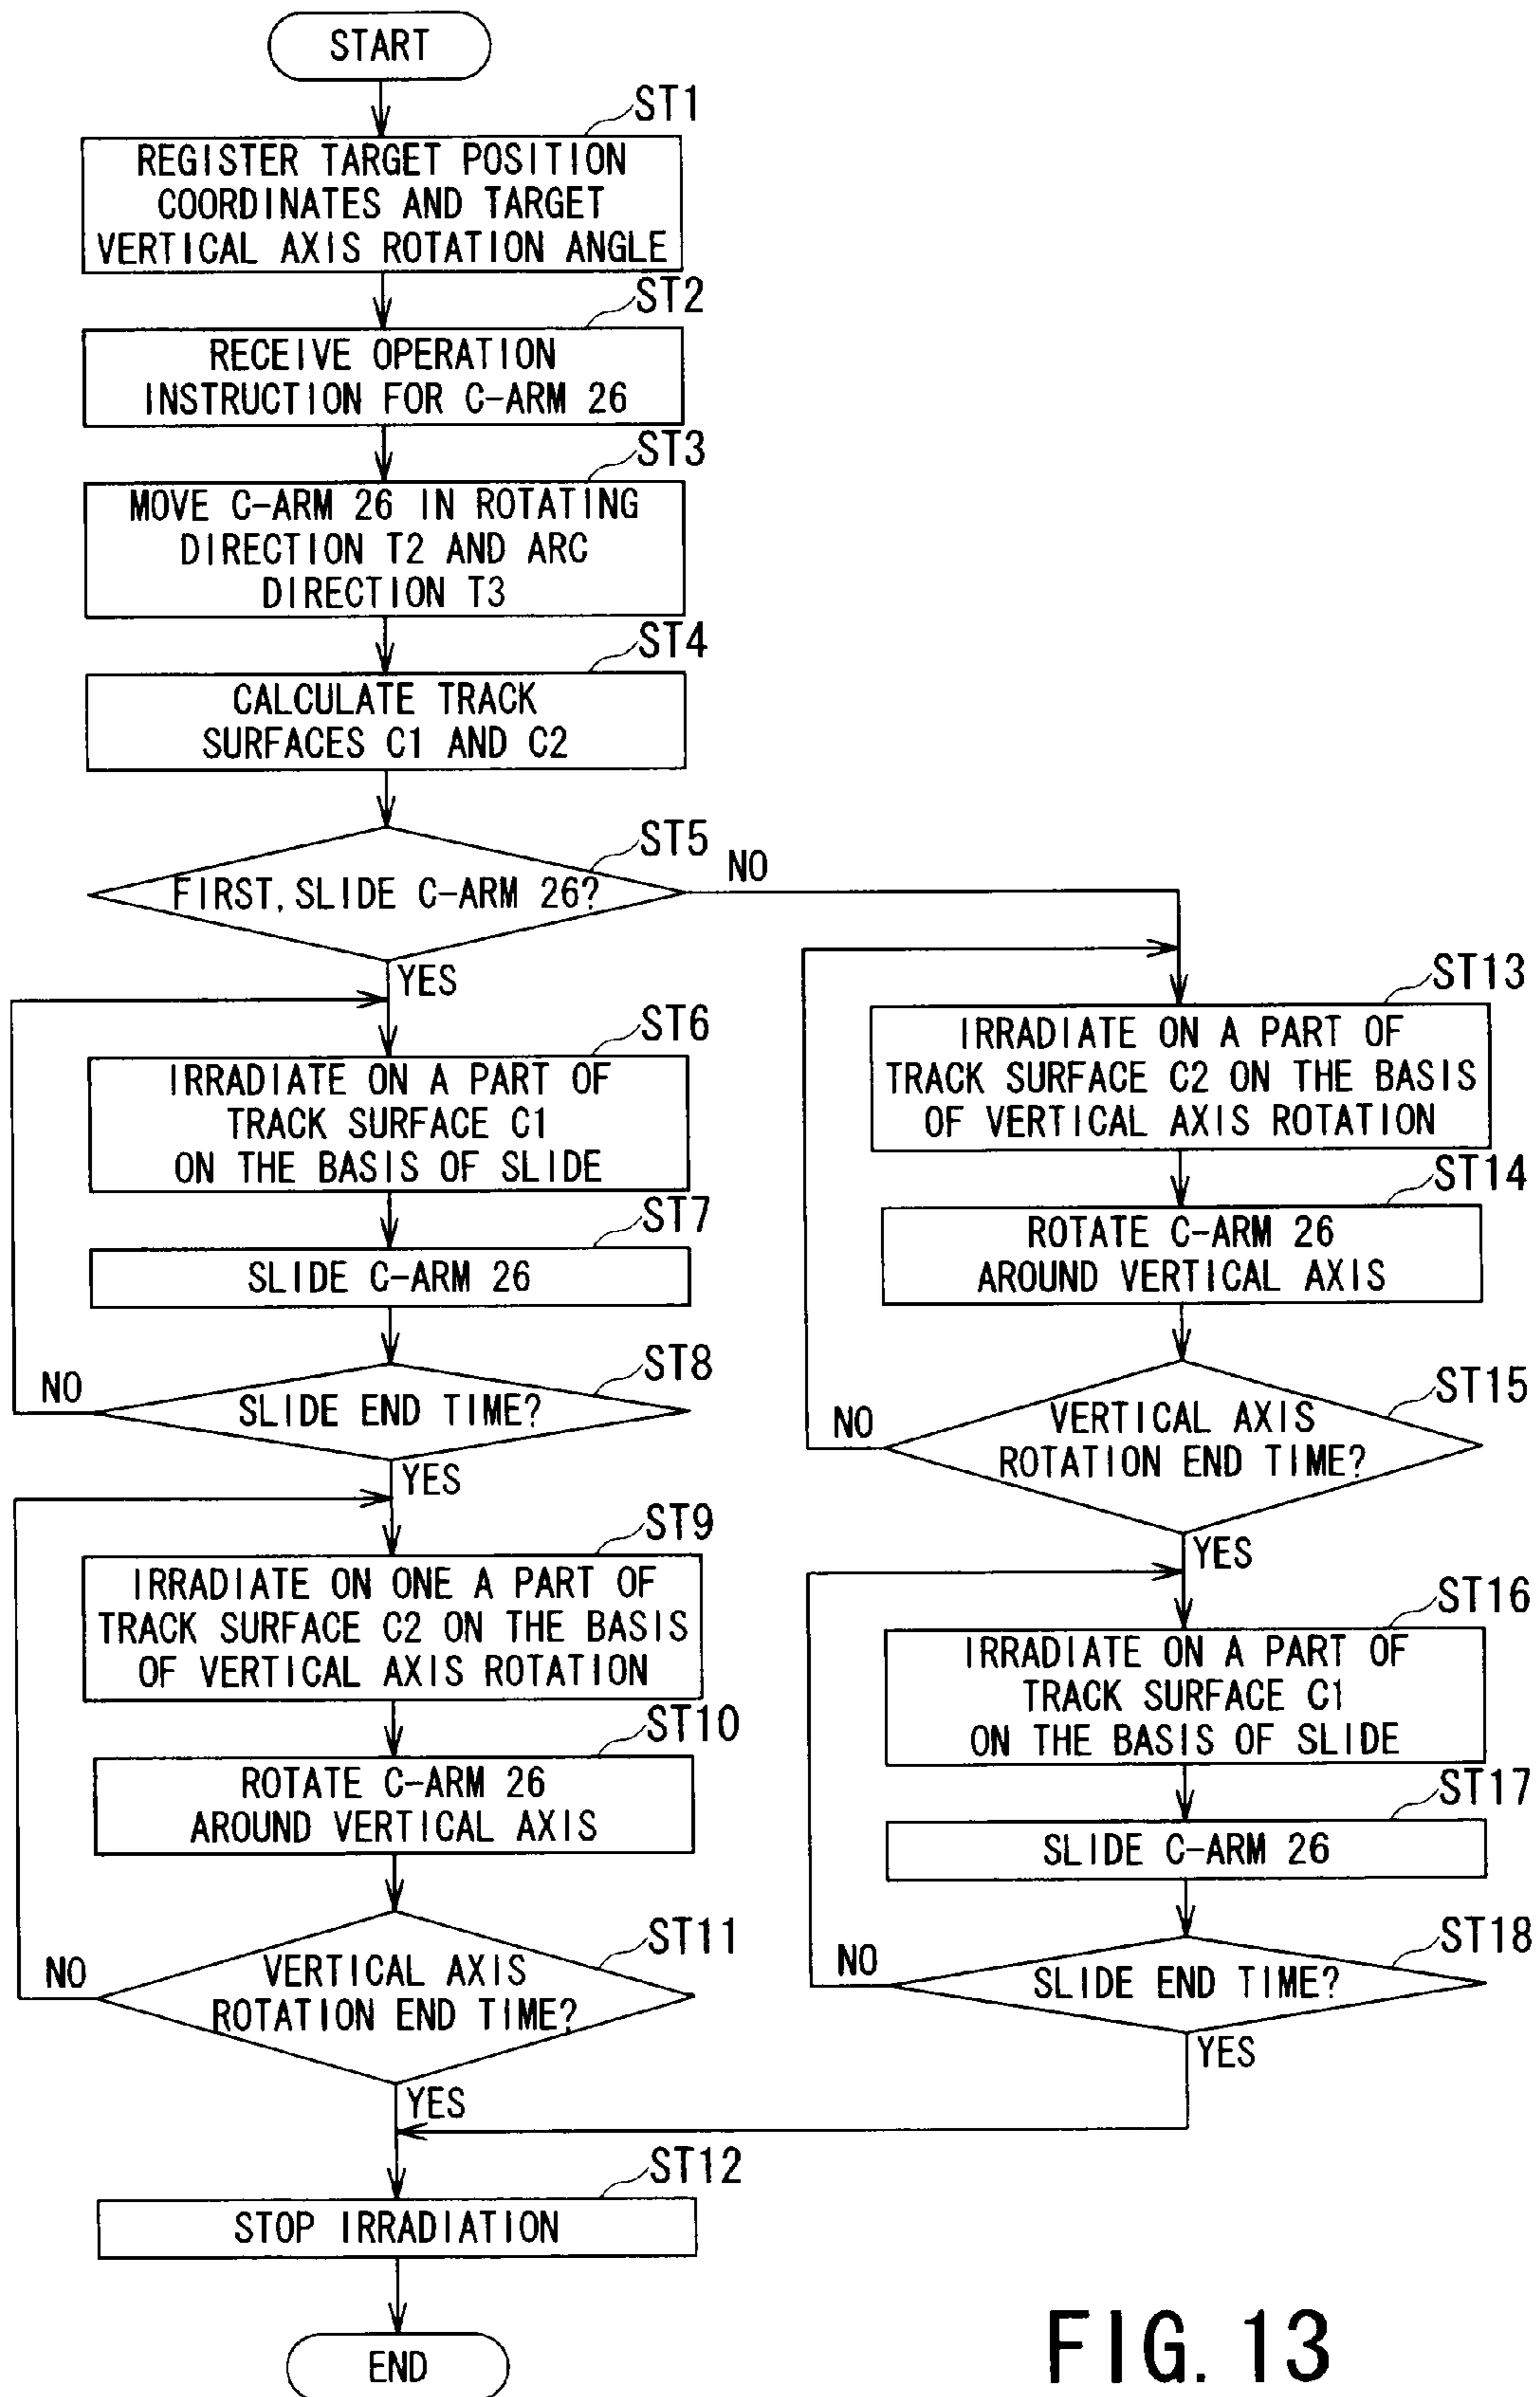 START
ST1
REGISTER TARGET POSITION
COORDINATES AND TARGET
VERTICAL AXIS ROTATION ANGLE
ST2
RECEIVE OPERATION
INSTRUCTION FOR C-ARM 26
ST3
MOVE C-ARM 26 IN ROTATING
DIRECTION T2 AND ARC
DIRECTION T3
ST4
CALCULATE TRACK
SURFACES C1 AND C2
ST5
FIRST, SLIDE C-ARM 26?
NO
YES
ST6
IRRADIATE ON A PART OF
TRACK SURFACE C1
ON THE BASIS OF SLIDE
ST7
SLIDE C-ARM 26
ST8
SLIDE END TIME?
NO
YES
ST9
IRRADIATE ON ONE A PART OF
TRACK SURFACE C2 ON THE BASIS
OF VERTICAL AXIS ROTATION
ST10
ROTATE C-ARM 26
AROUND VERTICAL AXIS
ST11
VERTICAL AXIS
ROTATION END TIME?
NO
YES
ST12
STOP IRRADIATION
END
ST13
IRRADIATE ON A PART OF
TRACK SURFACE C2 ON THE BASIS
OF VERTICAL AXIS ROTATION
ST14
ROTATE C-ARM 26
AROUND VERTICAL AXIS
ST15
VERTICAL AXIS
ROTATION END TIME?
NO
YES
ST16
IRRADIATE ON A PART OF
TRACK SURFACE C1
ON THE BASIS OF SLIDE
ST17
SLIDE C-ARM 26
ST18
SLIDE END TIME?
NO
YES
FIG. 13